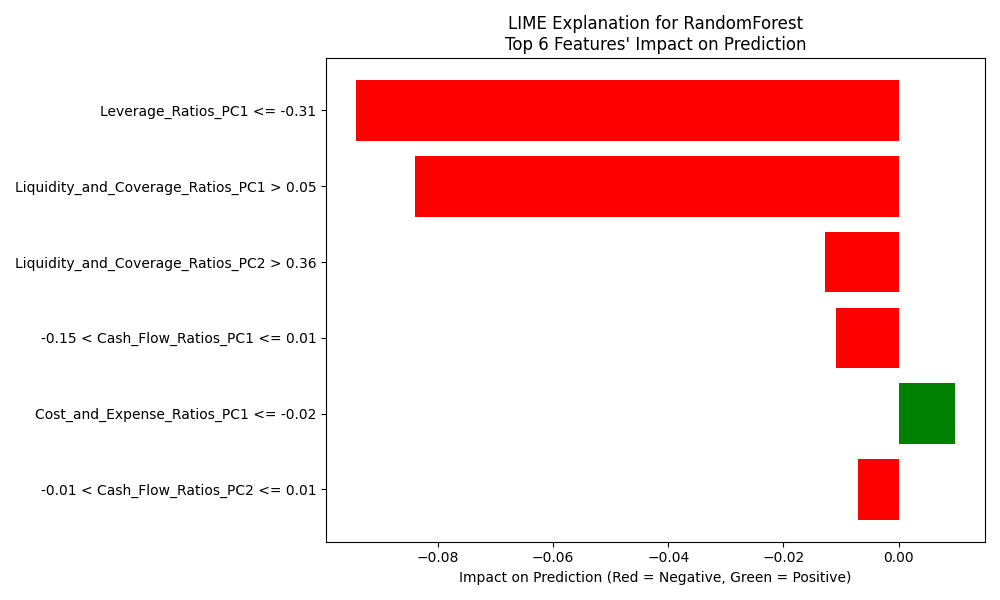 LIME Explanation for RandomForest
Top 6 Features' Impact on Prediction
Leverage_Ratios_PC1 <= -0.31
Liquidity_and_Coverage_Ratios_PC1 > 0.05
Liquidity_and_Coverage_Ratios_PC2 > 0.36
-0.15 < Cash_Flow_Ratios_PC1 <= 0.01
Cost_and_Expense_Ratios_PC1 <= -0.02
-0.01 < Cash_Flow_Ratios_PC2 <= 0.01
−0.08 −0.06 −0.04 −0.02 0.00
Impact on Prediction (Red = Negative, Green = Positive)